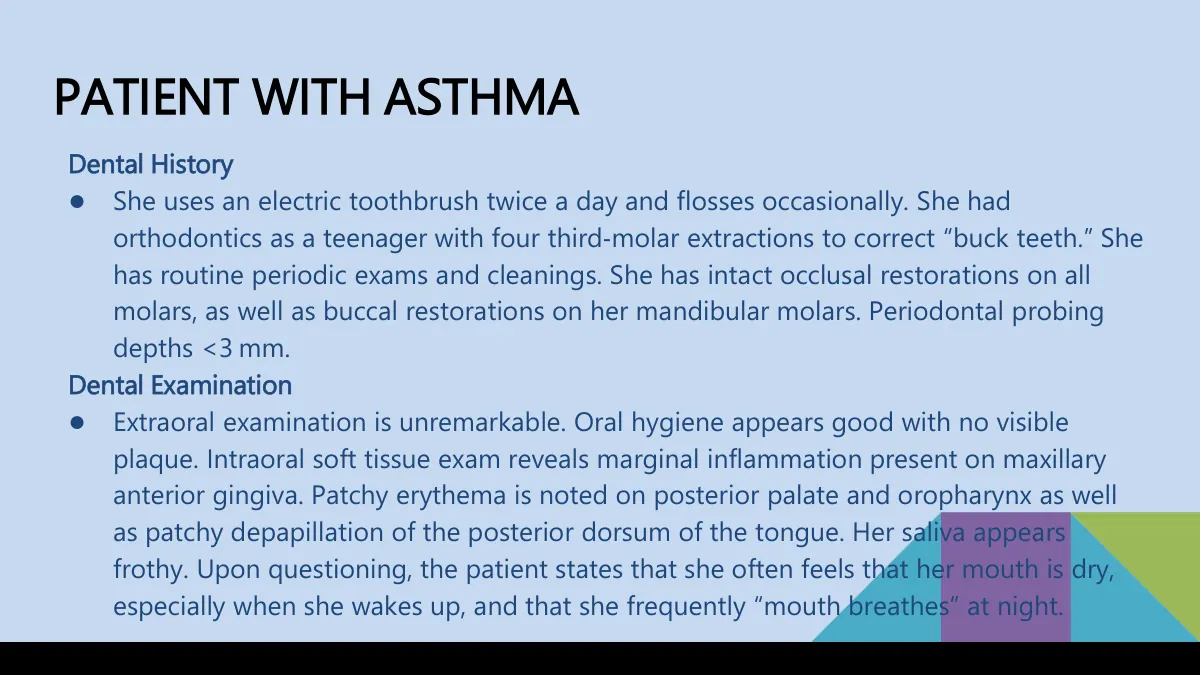 PATIENT WITH ASTHMA
Dental History
● She uses an electric toothbrush twice a day and flosses occasionally. She had
orthodontics as a teenager with four third-molar extractions to correct “buck teeth.” She
has routine periodic exams and cleanings. She has intact occlusal restorations on all
molars, as well as buccal restorations on her mandibular molars. Periodontal probing
depths <3 mm.
Dental Examination
● Extraoral examination is unremarkable. Oral hygiene appears good with no visible
plaque. Intraoral soft tissue exam reveals marginal inflammation present on maxillary
anterior gingiva. Patchy erythema is noted on posterior palate and oropharynx as well
as patchy depapillation of the posterior dorsum of the tongue. Her saliva appears
frothy. Upon questioning, the patient states that she often feels that her mouth is dry,
especially when she wakes up, and that she frequently “mouth breathes” at night.